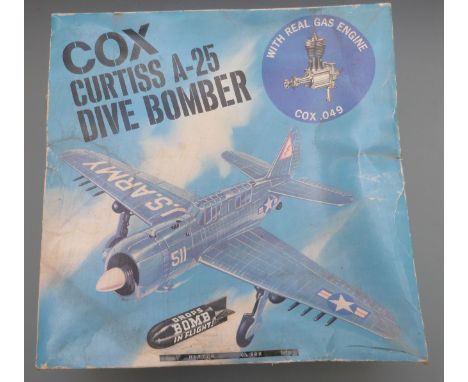 COX
CURTISS A-25
DIVE BOMBER
WITH REAL GAS ENGINE
COX .049
U.S.ARMY
511
DROPS
BOMB
IN FLIGHT!